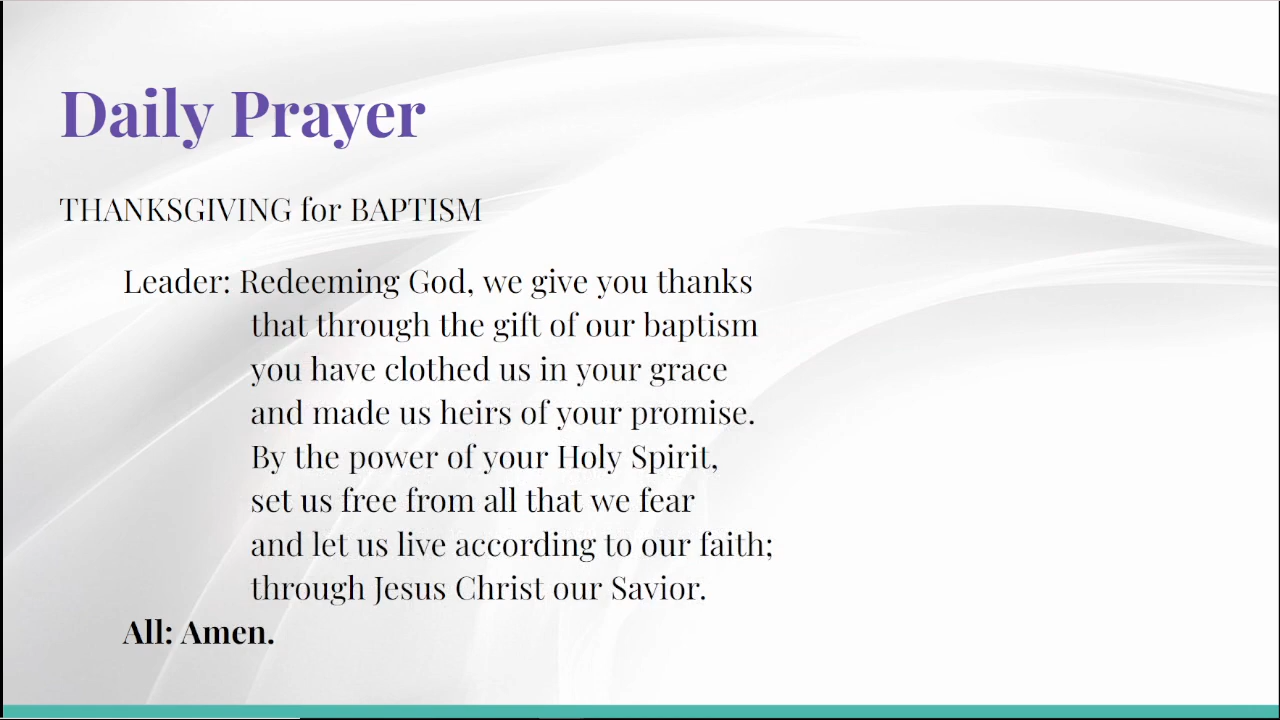 Daily Prayer
THANKSGIVING for BAPTISM
Leader: Redeeming God, we give you thanks
that through the gift of our baptism
you have clothed us in your grace
and made us heirs of your promise.
By the power of your Holy Spirit,
set us free from all that we fear
and let us live according to our faith;
through Jesus Christ our Savior.
All: Amen.